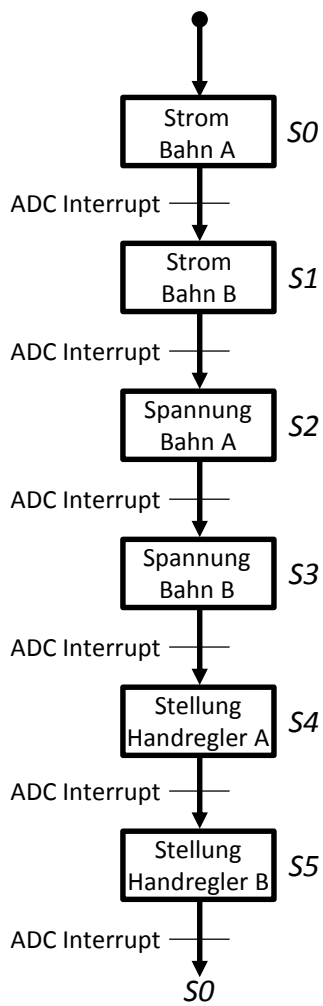 Strom
Bahn A
S0
ADC Interrupt
Strom
Bahn B
S1
ADC Interrupt
Spannung
Bahn A
S2
ADC Interrupt
Spannung
Bahn B
S3
ADC Interrupt
Stellung
Handregler A
S4
ADC Interrupt
Stellung
Handregler B
S5
ADC Interrupt
S0